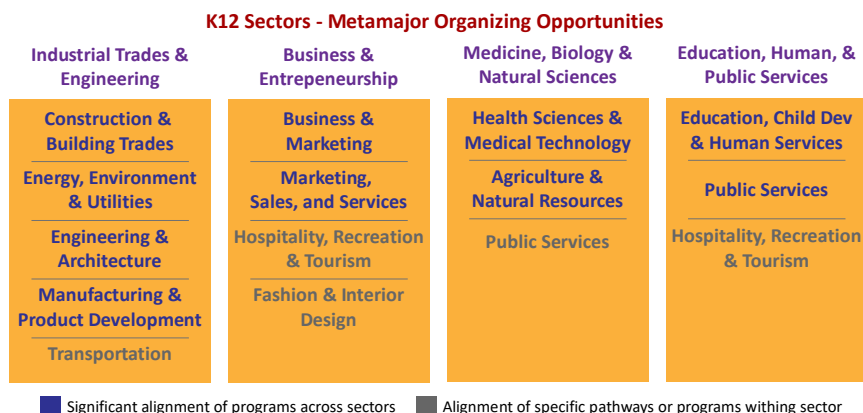 K12 Sectors - Metamajor Organizing Opportunities
Industrial Trades &
Engineering
Construction &
Building Trades
Energy, Environment
& Utilities
Engineering &
Architecture
Manufacturing &
Product Development
Transportation
Business &
Entrepeneurship
Business &
Marketing
Marketing,
Sales, and Services
Hospitality, Recreation
& Tourism
Fashion & Interior
Design
Medicine, Biology &
Natural Sciences
Health Sciences &
Medical Technology
Agriculture &
Natural Resources
Public Services
Education, Human, &
Public Services
Education, Child Dev
& Human Services
Public Services
Hospitality, Recreation
& Tourism
Significant alignment of programs across sectors
Alignment of specific pathways or programs withing sector